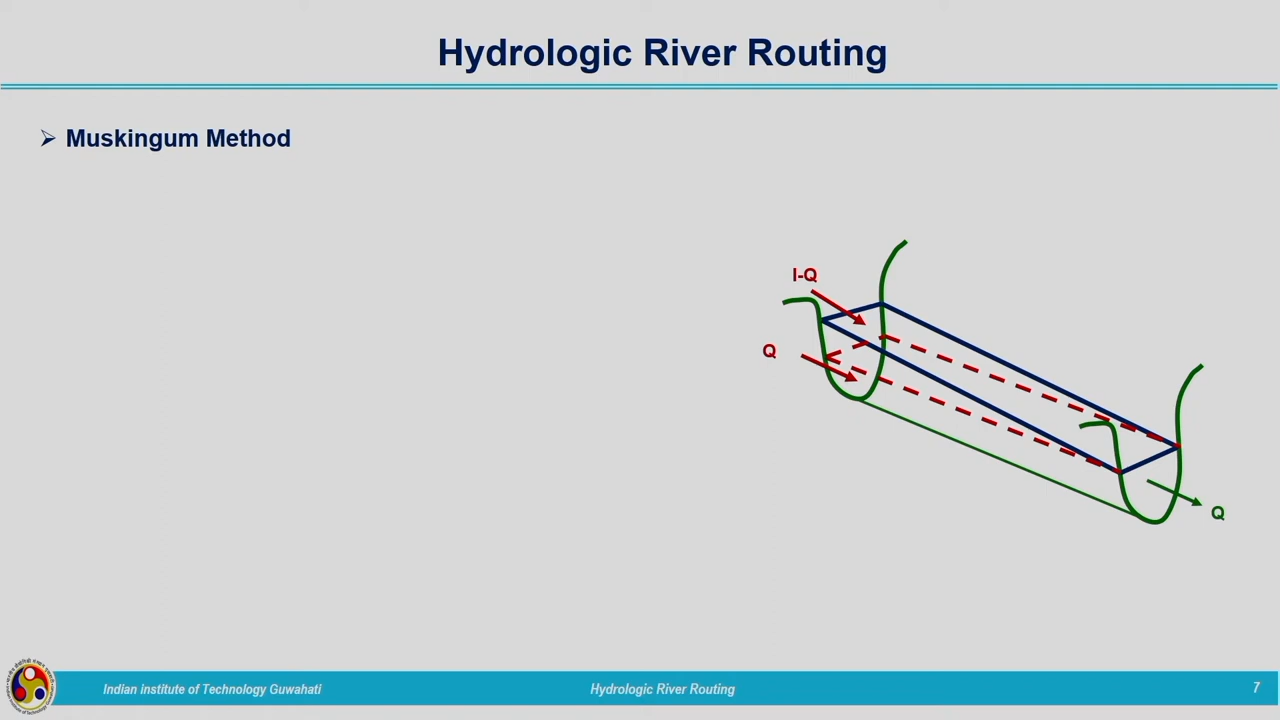 Hydrologic River Routing
Muskingum Method
I-Q
Q
Q
Indian institute of Technology Guwahati
Hydrologic River Routing
7